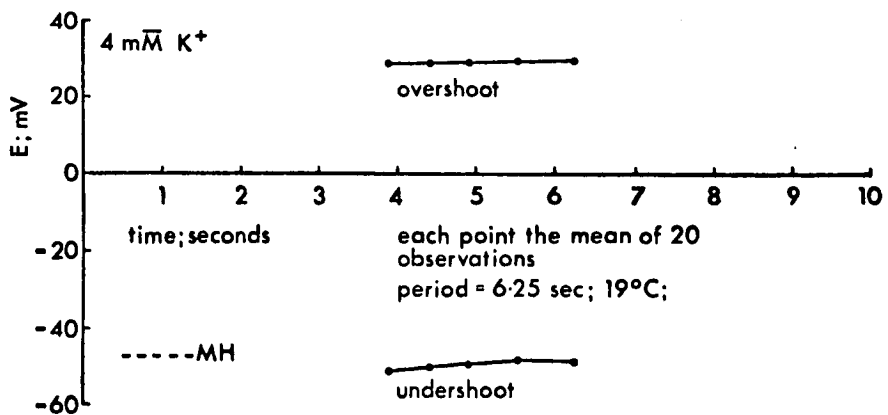 40
4 mM̅ K⁺
20
overshoot
E; mV
0
1 2 3 4 5 6 7 8 9 10
time; seconds
each point the mean of 20
observations
-20
period = 6·25 sec; 19°C;
-40
MH
undershoot
-60